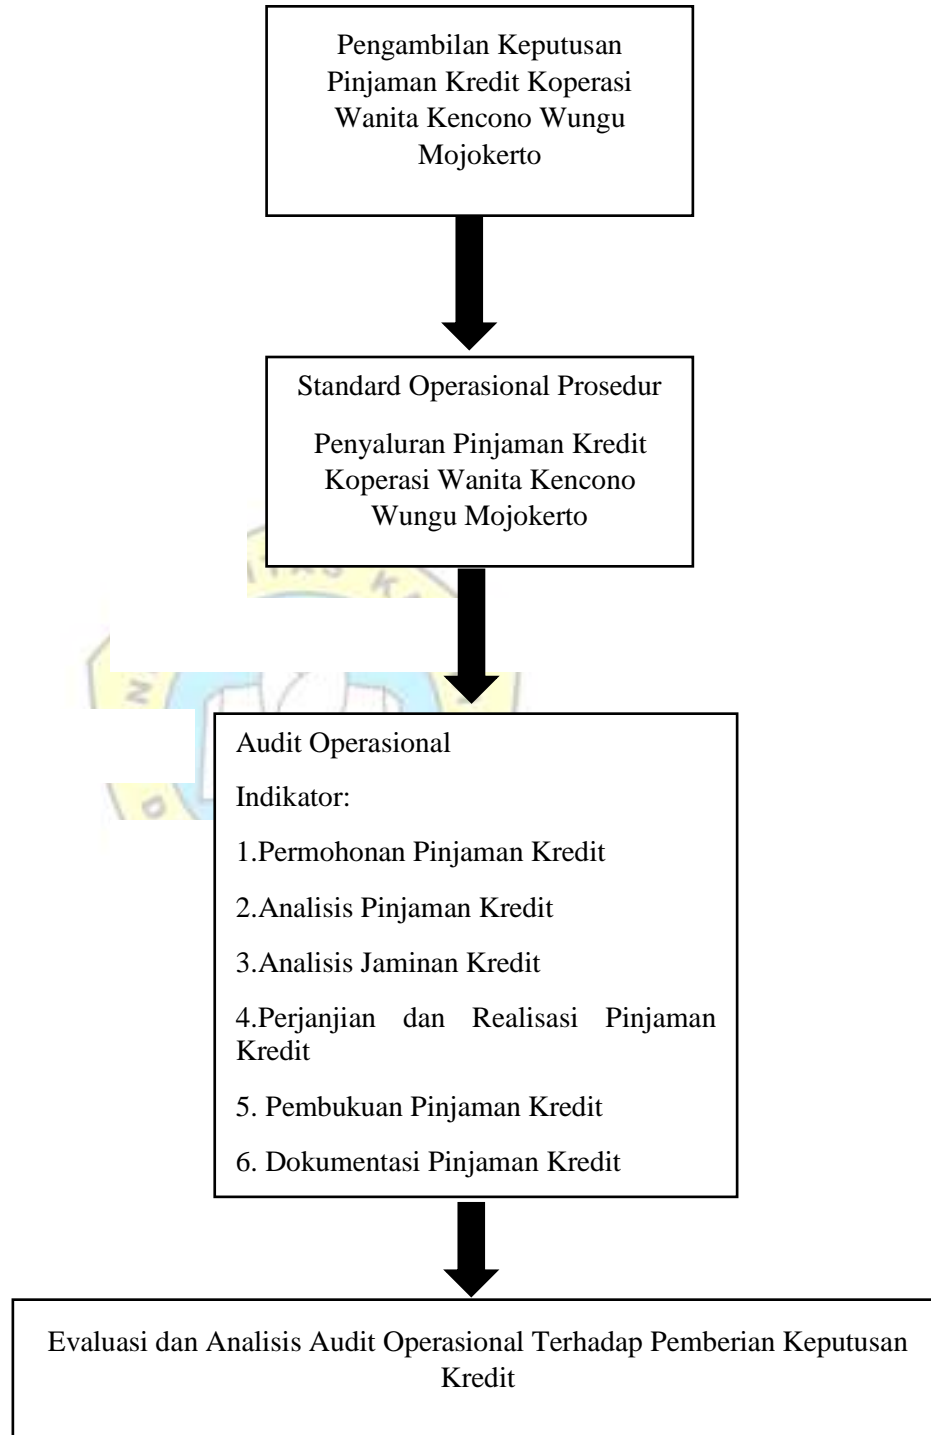 Pengambilan Keputusan
Pinjaman Kredit Koperasi
Wanita Kencono Wungu
Mojokerto
Standard Operasional Prosedur
Penyaluran Pinjaman Kredit
Koperasi Wanita Kencono
Wungu Mojokerto
Audit Operasional
Indikator:
1.Permohonan Pinjaman Kredit
2.Analisis Pinjaman Kredit
3.Analisis Jaminan Kredit
4.Perjanjian dan Realisasi Pinjaman
Kredit
5. Pembukuan Pinjaman Kredit
6. Dokumentasi Pinjaman Kredit
Evaluasi dan Analisis Audit Operasional Terhadap Pemberian Keputusan
Kredit